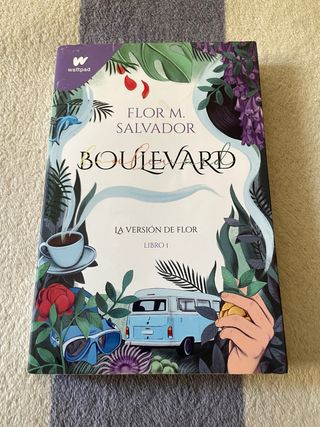 W
wattpad
FLOR M.
SALVADOR
BOULEVARD
LA VERSIÓN DE FLOR
LIBRO 1